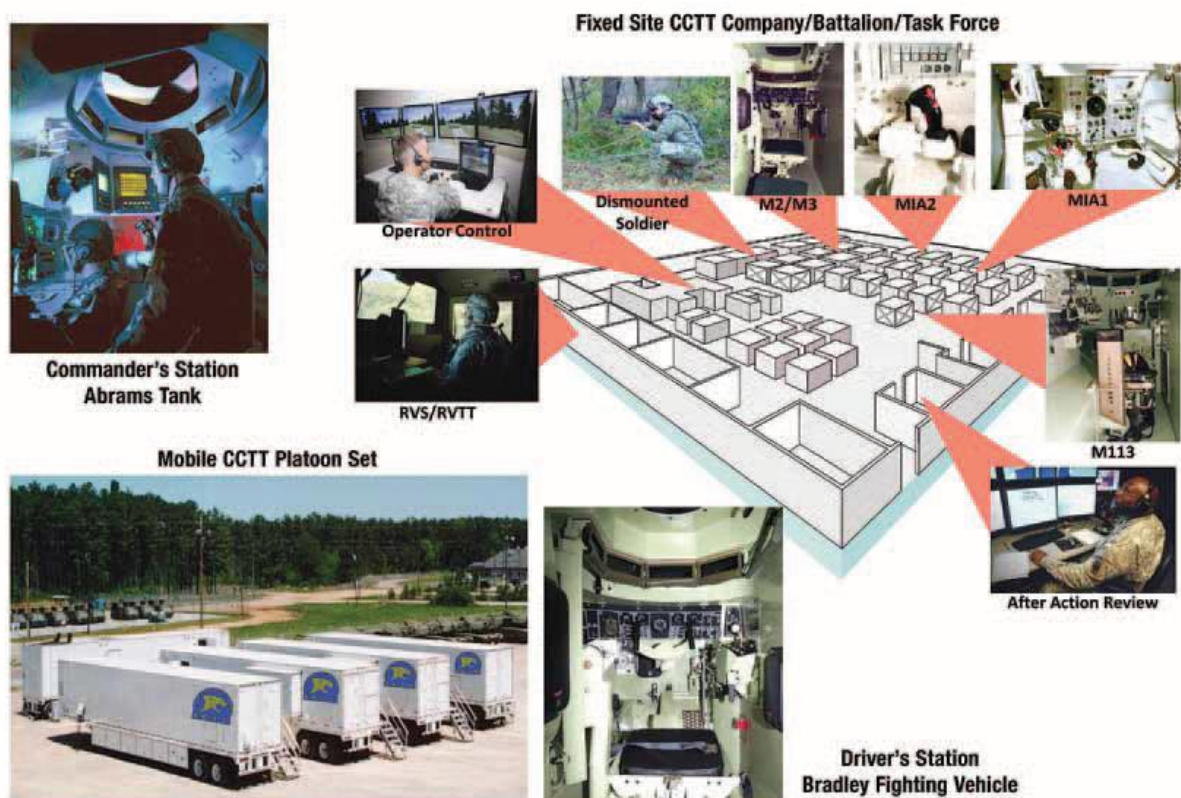 Fixed Site CCTT Company/Battalion/Task Force
Operator Control
Dismounted
Soldier
M2/M3
MIA2
MIA1
Commander's Station
Abrams Tank
RVS/RVTT
M113
Mobile CCTT Platoon Set
After Action Review
Driver's Station
Bradley Fighting Vehicle